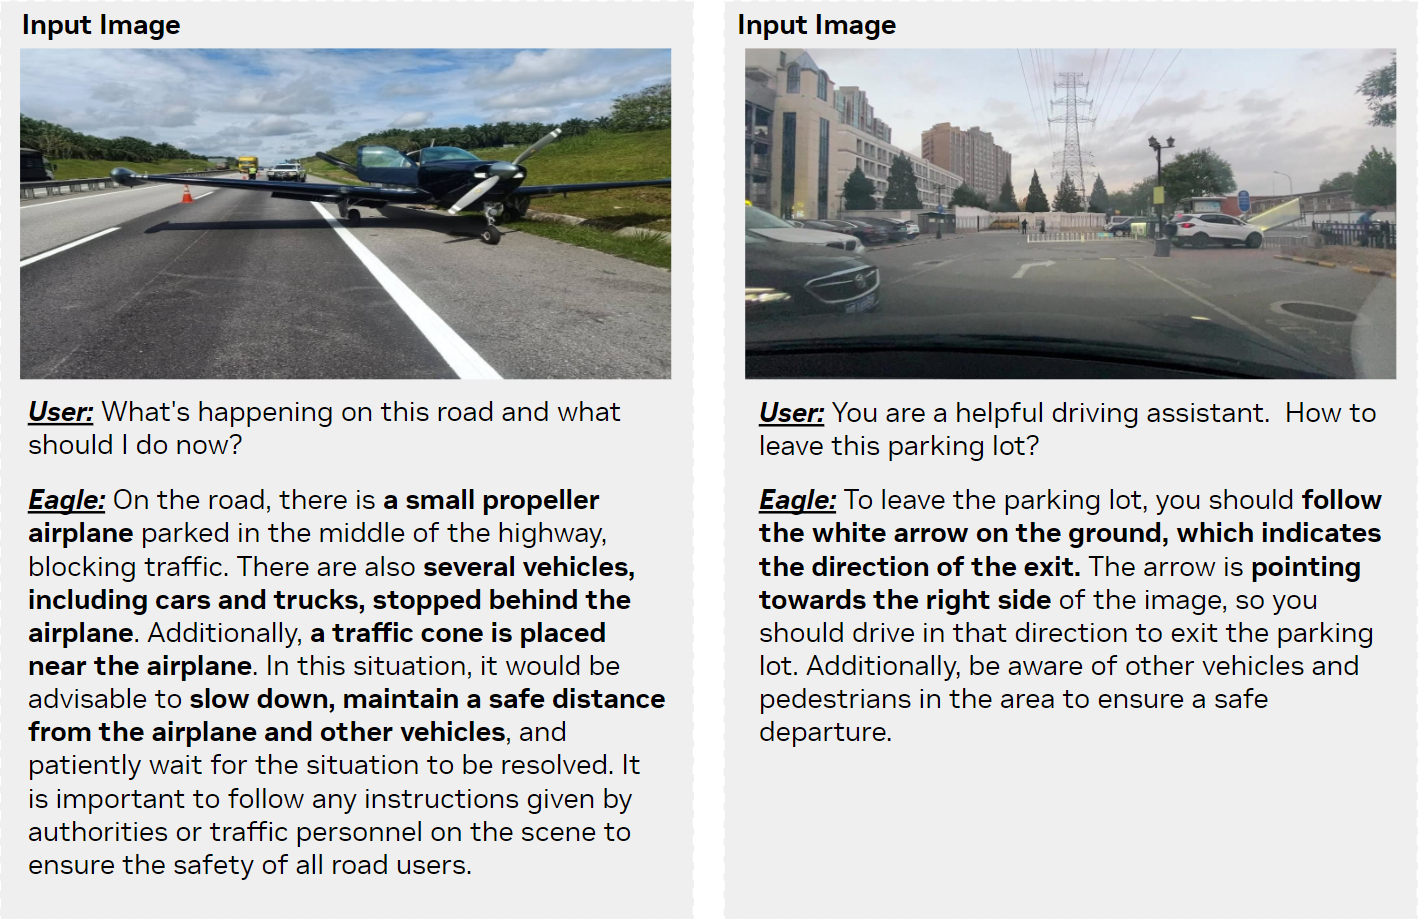 Input Image
User: What's happening on this road and what
should I do now?
Eagle: On the road, there is a small propeller
airplane parked in the middle of the highway,
blocking traffic. There are also several vehicles,
including cars and trucks, stopped behind the
airplane. Additionally, a traffic cone is placed
near the airplane. In this situation, it would be
advisable to slow down, maintain a safe distance
from the airplane and other vehicles, and
patiently wait for the situation to be resolved. It
is important to follow any instructions given by
authorities or traffic personnel on the scene to
ensure the safety of all road users.
Input Image
User: You are a helpful driving assistant.  How to
leave this parking lot?
Eagle: To leave the parking lot, you should follow
the white arrow on the ground, which indicates
the direction of the exit. The arrow is pointing
towards the right side of the image, so you
should drive in that direction to exit the parking
lot. Additionally, be aware of other vehicles and
pedestrians in the area to ensure a safe
departure.